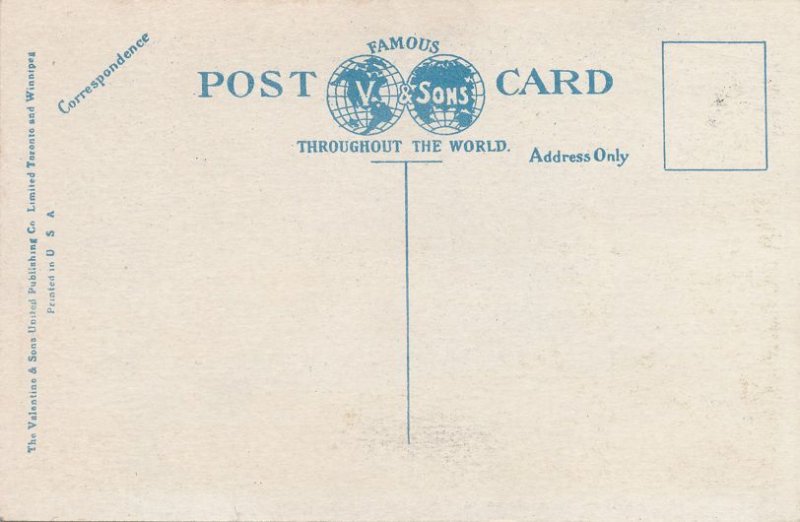 FAMOUS
POST V. & SONS CARD
THROUGHOUT THE WORLD.
Correspondence
Address Only
The Valentine & Sons United Publishing Co Limited Toronto and Winnipeg
Printed in U S A